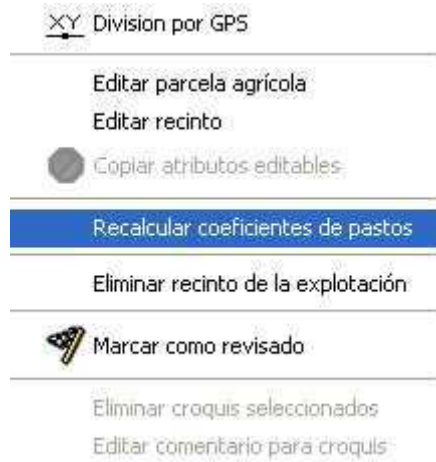 XY Division por GPS
Editar parcela agrícola
Editar recinto
Copiar atributos editables
Recalcular coeficientes de pastos
Eliminar recinto de la explotación
Marcar como revisado
Eliminar croquis seleccionados
Editar comentario para croquis